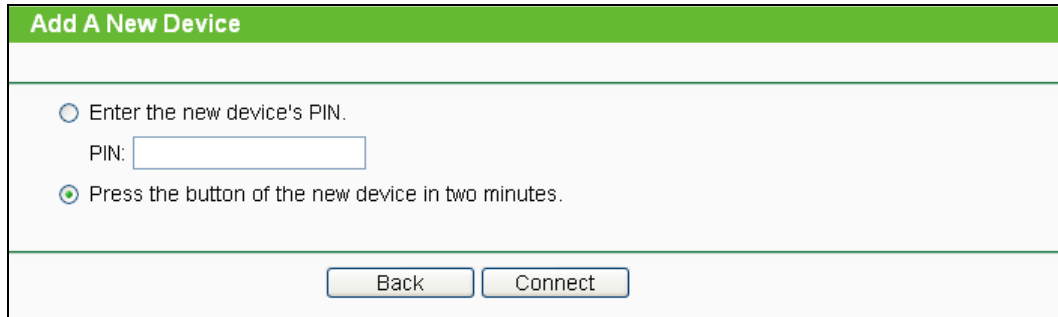 Add A New Device
Enter the new device's PIN.
PIN:
Press the button of the new device in two minutes.
Back Connect